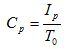 C_p = I_p / T_0